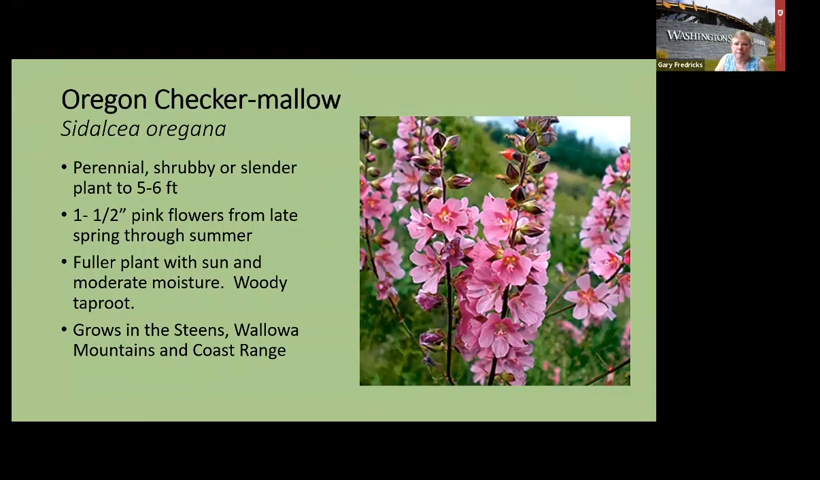 Oregon Checker-mallow
Sidalcea oregana
• Perennial, shrubby or slender
plant to 5-6 ft
• 1- 1/2” pink flowers from late
spring through summer
• Fuller plant with sun and
moderate moisture.  Woody
taproot.
• Grows in the Steens, Wallowa
Mountains and Coast Range
WASHINGTON
Gary Fredricks